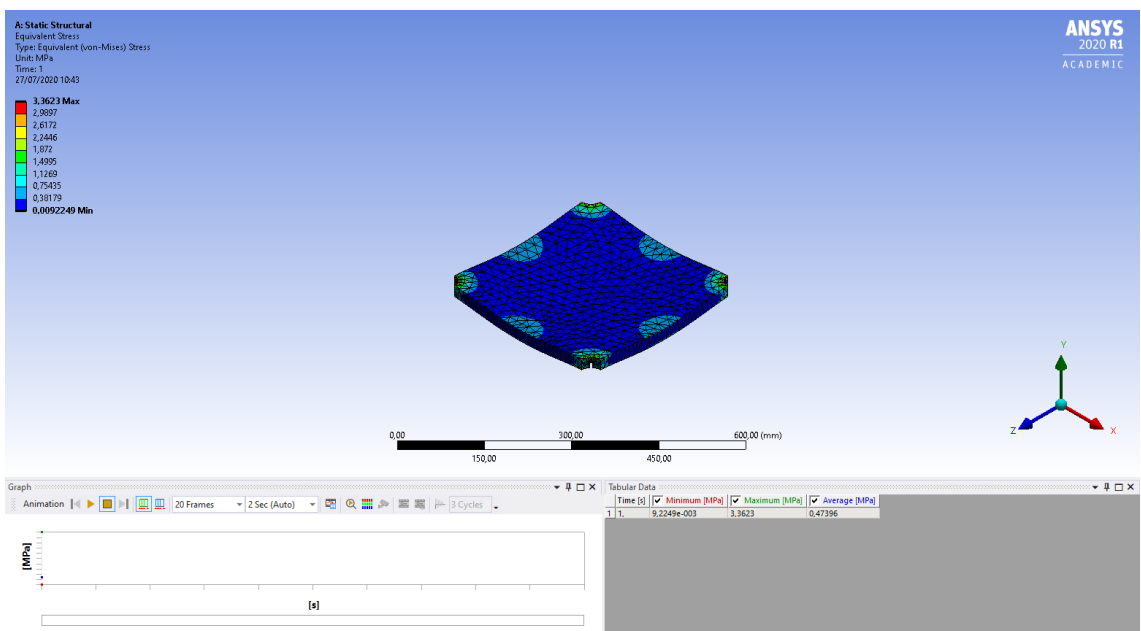 A: Static Structural
Equivalent Stress
Type: Equivalent (von-Mises) Stress
Unit: MPa
Time: 1
27/07/2020 10:43
3,3623 Max
2,9897
2,6172
2,2446
1,872
1,4995
1,1269
0,75435
0,38179
0,0092249 Min
ANSYS
2020 R1
ACADEMIC
Y
Z
X
0,00
300,00
600,00 (mm)
150,00
450,00
Graph
Animation
20 Frames
2 Sec (Auto)
3 Cycles
[MPa]
[s]
Tabular Data
Time [s] Minimum [MPa] Maximum [MPa] Average [MPa]
1 1, 9,2249e-003 3,3623 0,47396